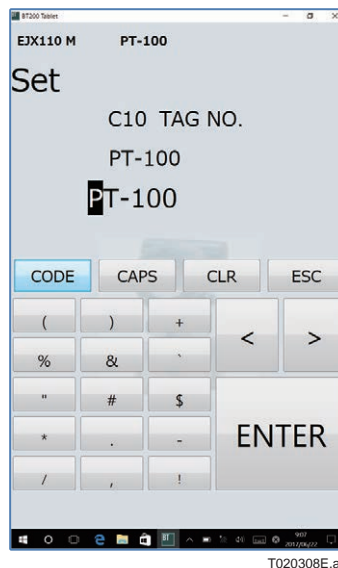 BT200 Tablet
EJX110 M PT-100
Set
C10 TAG NO.
PT-100
PT-100
CODE CAPS CLR ESC
( ) + < >
% & `
" # $
* . - ENTER
/ , !
9:07
2017/06/22
T020308E.a